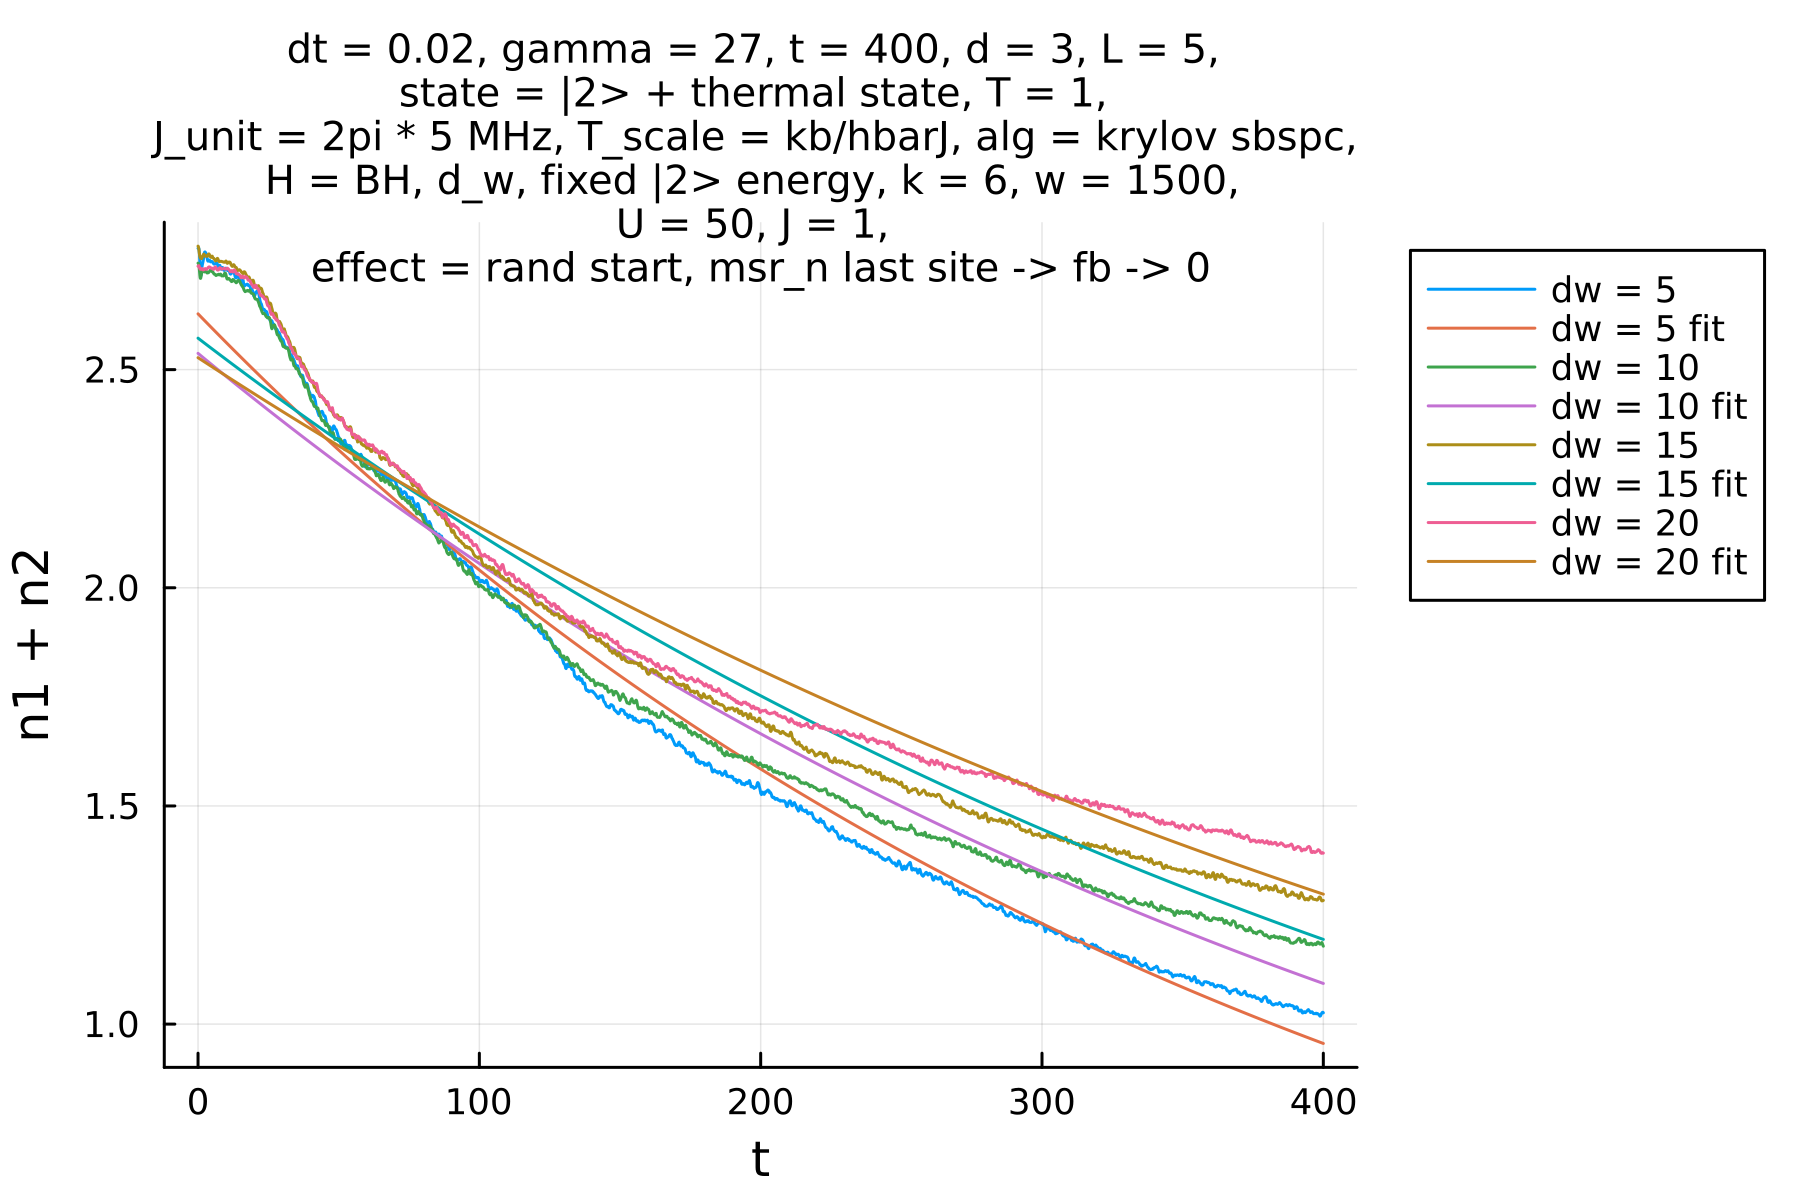 dt = 0.02, gamma = 27, t = 400, d = 3, L = 5,
state = |2> + thermal state, T = 1,
J_unit = 2pi * 5 MHz, T_scale = kb/hbarJ, alg = krylov sbspc,
H = BH, d_w, fixed |2> energy, k = 6, w = 1500,
U = 50, J = 1,
effect = rand start, msr_n last site -> fb -> 0
n1 + n2
2.5
2.0
1.5
1.0
0
100
200
300
400
t
dw = 5
dw = 5 fit
dw = 10
dw = 10 fit
dw = 15
dw = 15 fit
dw = 20
dw = 20 fit